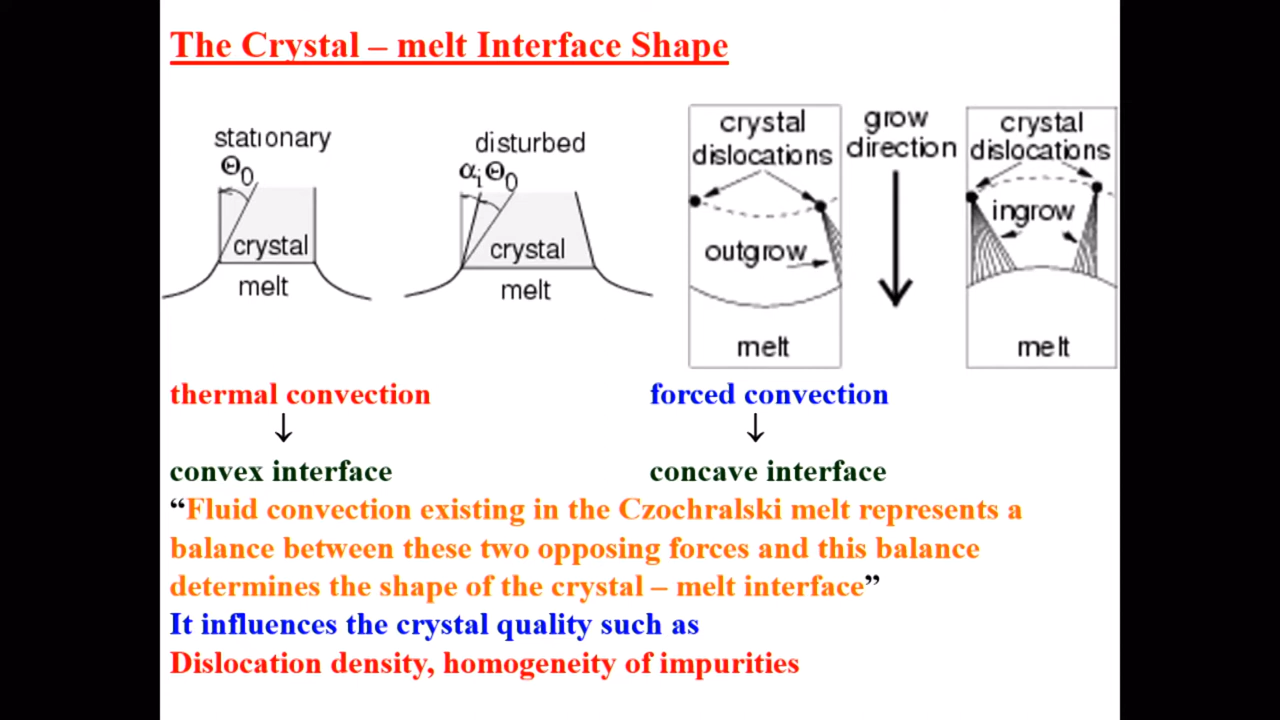 The Crystal – melt Interface Shape
stationary
Θ0
crystal
melt
disturbed
αiΘ0
crystal
melt
crystal
dislocations
outgrow
melt
grow
direction
crystal
dislocations
ingrow
melt
thermal convection
↓
convex interface
forced convection
↓
concave interface
“Fluid convection existing in the Czochralski melt represents a
balance between these two opposing forces and this balance
determines the shape of the crystal – melt interface”
It influences the crystal quality such as
Dislocation density, homogeneity of impurities